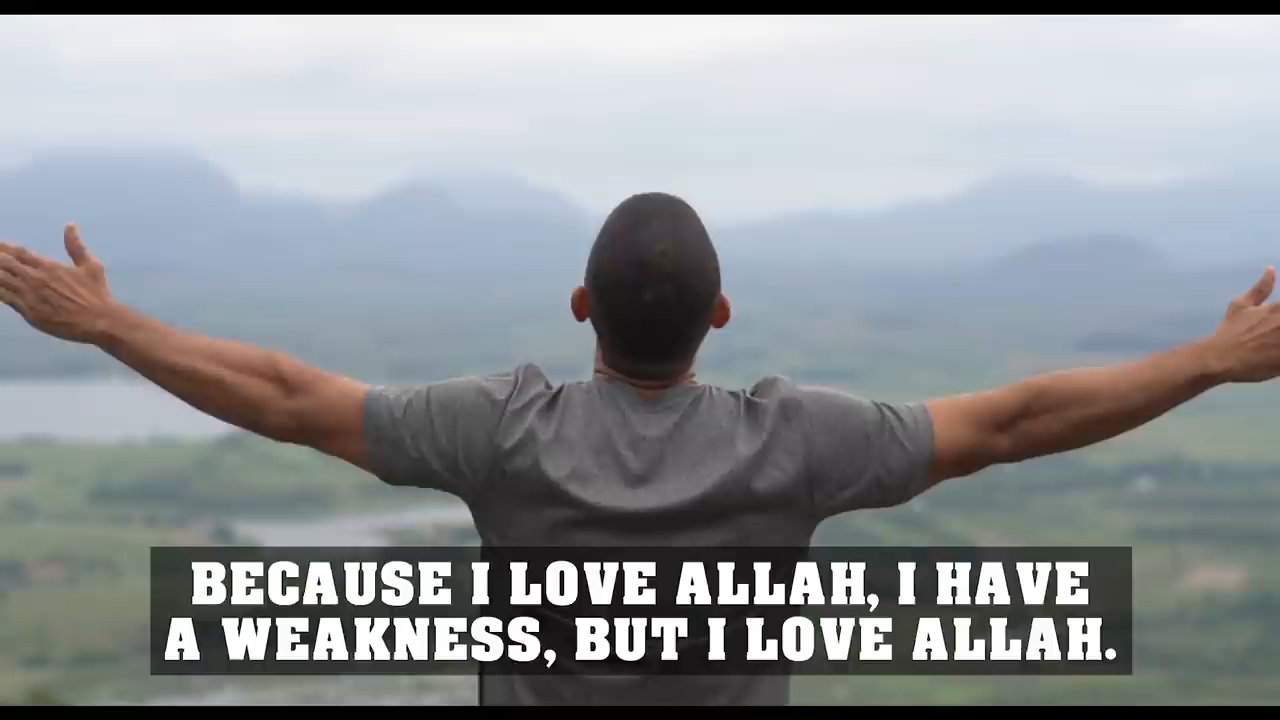 BECAUSE I LOVE ALLAH, I HAVE
A WEAKNESS, BUT I LOVE ALLAH.